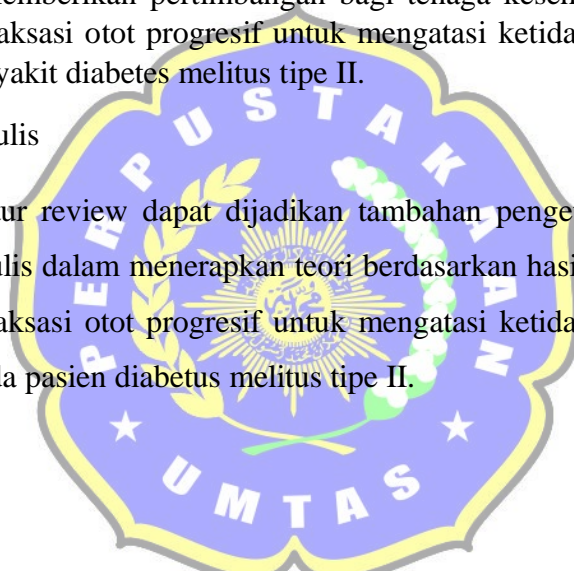 memberikan pertimbangan bagi tenaga keseh
aksasi otot progresif untuk mengatasi ketida
yakit diabetes melitus tipe II.
ulis
ur review dapat dijadikan tambahan penge
ulis dalam menerapkan teori berdasarkan hasi
aksasi otot progresif untuk mengatasi ketida
da pasien diabetus melitus tipe II.
PERPUSTAKAAN
UMTAS